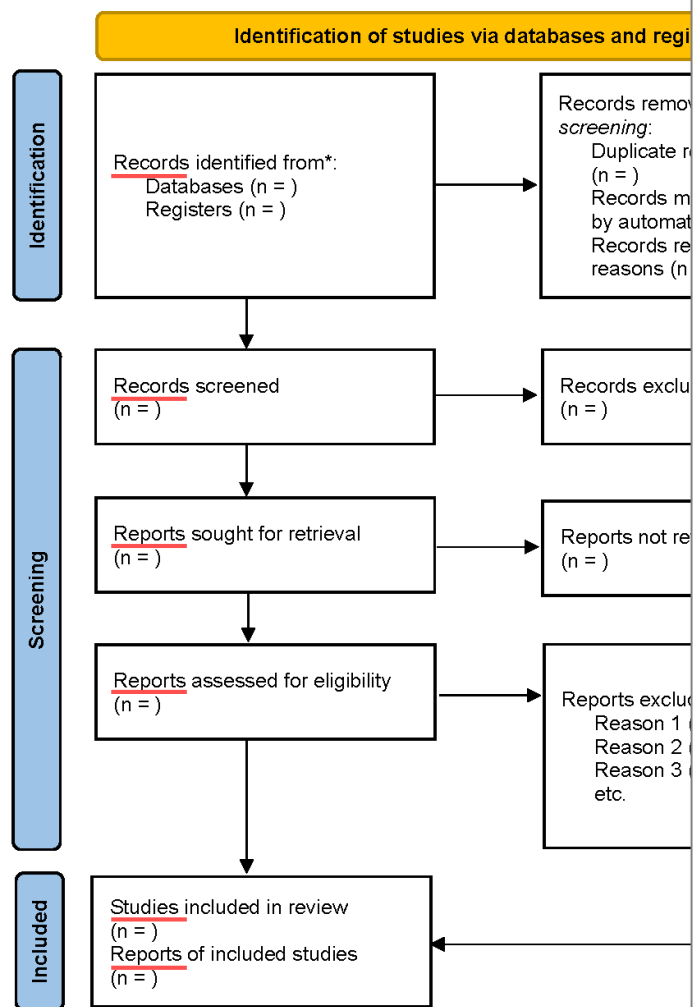 Identification of studies via databases and regi
Identification
Records identified from*:
Databases (n = )
Registers (n = )
Records remov
screening:
Duplicate re
(n = )
Records m
by automat
Records re
reasons (n
Screening
Records screened
(n = )
Records exclu
(n = )
Reports sought for retrieval
(n = )
Reports not re
(n = )
Reports assessed for eligibility
(n = )
Reports exclud
Reason 1 (
Reason 2 (
Reason 3 (
etc.
Included
Studies included in review
(n = )
Reports of included studies
(n = )